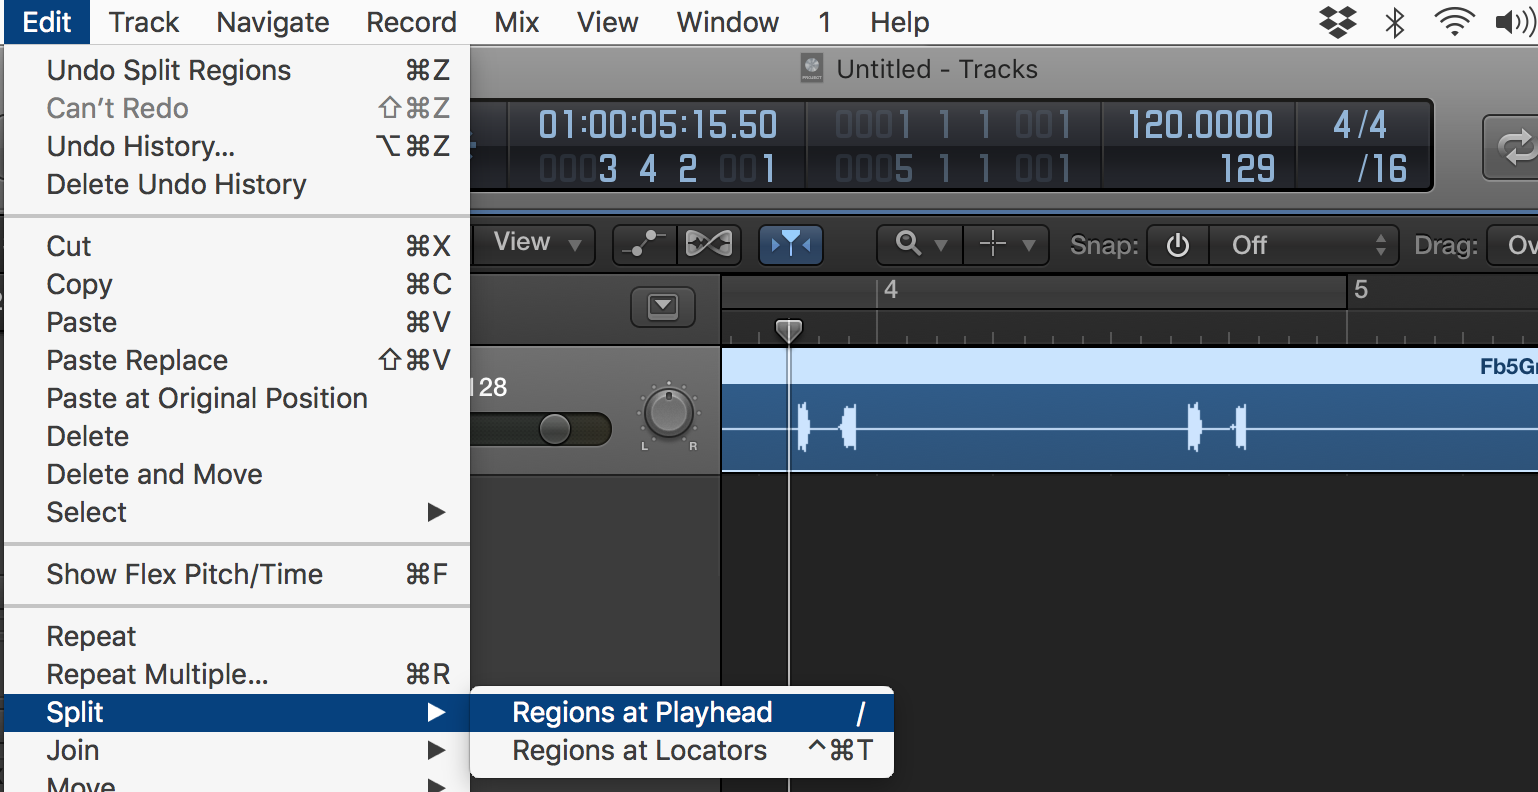 Edit Track Navigate Record Mix View Window 1 Help
Untitled - Tracks
Undo Split Regions ⌘Z
Can't Redo ⇧⌘Z
Undo History... ⌥⌘Z
Delete Undo History
Cut ⌘X
Copy ⌘C
Paste ⌘V
Paste Replace ⇧⌘V
Paste at Original Position
Delete
Delete and Move
Select
Show Flex Pitch/Time ⌘F
Repeat
Repeat Multiple... ⌘R
Split
Join
Move
Regions at Playhead /
Regions at Locators ^⌘T
01:00:05:15.50 0001 1 1 001 120.0000 4/4
0003 4 2 001 0005 1 1 001 129 /16
View Snap: Off Drag: Ov
4 5
128
L R
Fb5Gr